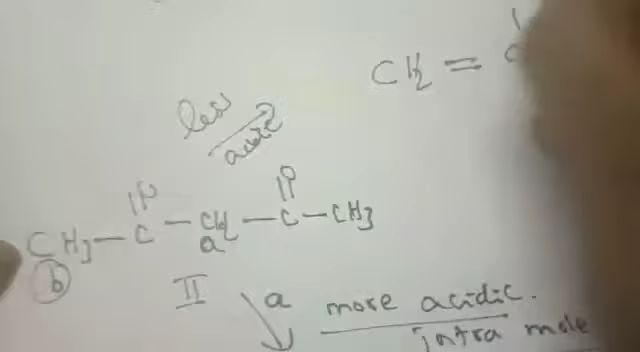 CH2 =
less
acidic
O O
CH3 - C - CH2 - C - CH3
a
b
II
a more acidic.
intra mole